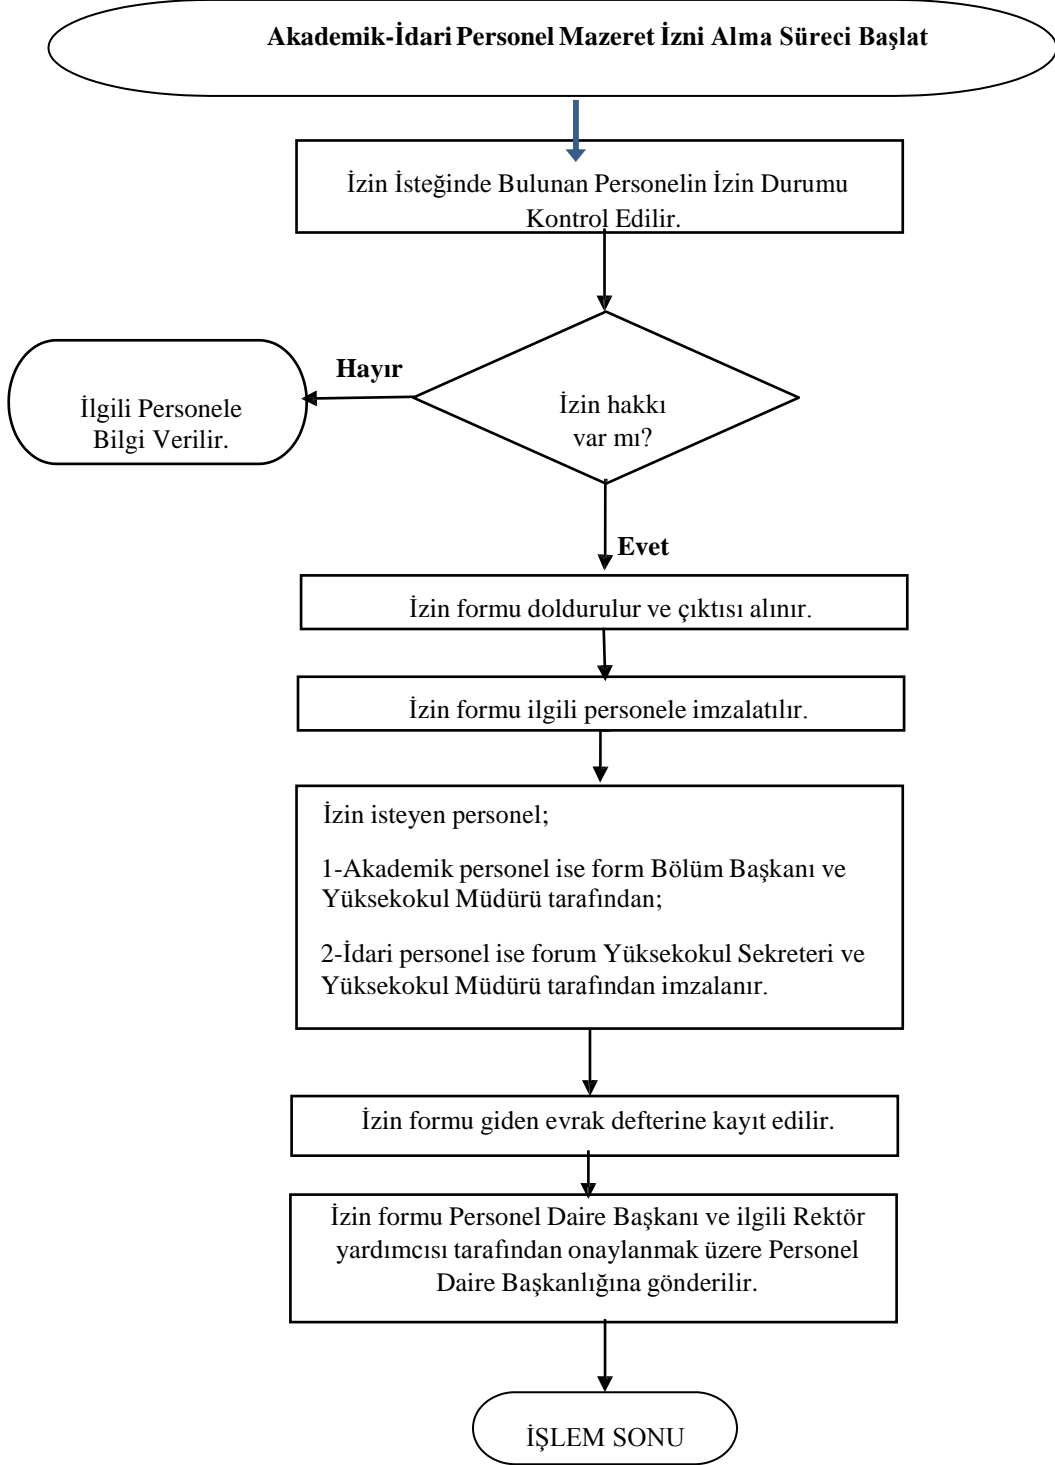 Akademik-İdari Personel Mazeret İzni Alma Süreci Başlat
İzin İsteğinde Bulunan Personelin İzin Durumu
Kontrol Edilir.
Hayır
İlgili Personele
Bilgi Verilir.
İzin hakkı
var mı?
Evet
İzin formu doldurulur ve çıktısı alınır.
İzin formu ilgili personele imzalatılır.
İzin isteyen personel;
1-Akademik personel ise form Bölüm Başkanı ve
Yüksekokul Müdürü tarafından;
2-İdari personel ise forum Yüksekokul Sekreteri ve
Yüksekokul Müdürü tarafından imzalanır.
İzin formu giden evrak defterine kayıt edilir.
İzin formu Personel Daire Başkanı ve ilgili Rektör
yardımcısı tarafından onaylanmak üzere Personel
Daire Başkanlığına gönderilir.
İŞLEM SONU